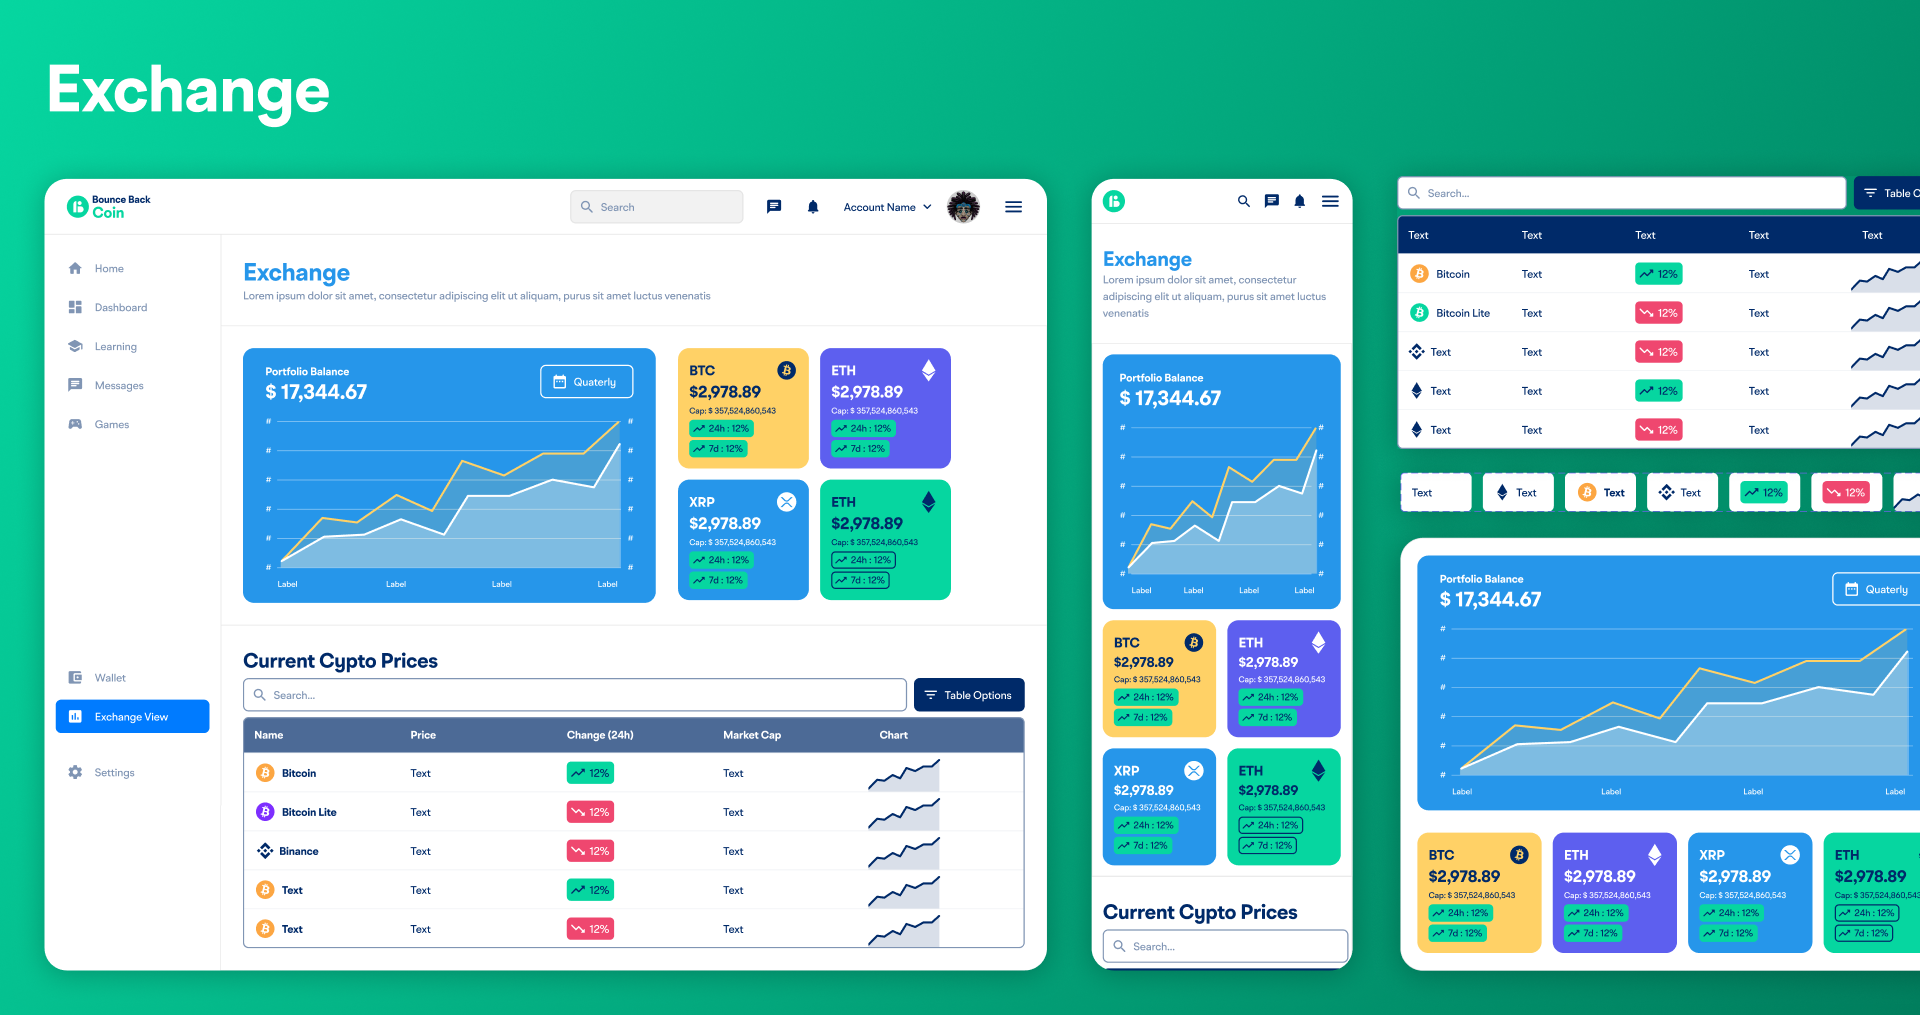 Exchange
Bounce Back
Coin
Search
Account Name
Home
Dashboard
Learning
Messages
Games
Wallet
Exchange View
Settings
Exchange
Lorem ipsum dolor sit amet, consectetur adipiscing elit ut aliquam, purus sit amet luctus venenatis
Portfolio Balance
$ 17,344.67
Quaterly
# #
# #
# #
# #
# #
# #
Label Label Label Label
BTC
$2,978.89
Cap: $ 357,524,860,543
24h : 12%
7d : 12%
ETH
$2,978.89
Cap: $ 357,524,860,543
24h : 12%
7d : 12%
XRP
$2,978.89
Cap: $ 357,524,860,543
24h : 12%
7d : 12%
ETH
$2,978.89
Cap: $ 357,524,860,543
24h : 12%
7d : 12%
Current Cypto Prices
Search...
Table Options
Name Price Change (24h) Market Cap Chart
Bitcoin Text 12% Text
Bitcoin Lite Text 12% Text
Binance Text 12% Text
Text Text 12% Text
Text Text 12% Text
Exchange
Lorem ipsum dolor sit amet, consectetur
adipiscing elit ut aliquam, purus sit amet luctus
venenatis
Portfolio Balance
$ 17,344.67
# #
# #
# #
# #
# #
# #
Label Label Label Label
BTC
$2,978.89
Cap: $ 357,524,860,543
24h : 12%
7d : 12%
ETH
$2,978.89
Cap: $ 357,524,860,543
24h : 12%
7d : 12%
XRP
$2,978.89
Cap: $ 357,524,860,543
24h : 12%
7d : 12%
ETH
$2,978.89
Cap: $ 357,524,860,543
24h : 12%
7d : 12%
Current Cypto Prices
Search...
Search...
Table
Text Text Text Text Text
Bitcoin Text 12% Text
Bitcoin Lite Text 12% Text
Text Text 12% Text
Text Text 12% Text
Text Text 12% Text
Text Text Text Text 12% 12%
Portfolio Balance
$ 17,344.67
Quaterly
#
#
#
#
#
#
Label Label Label Label
BTC
$2,978.89
Cap: $ 357,524,860,543
24h : 12%
7d : 12%
ETH
$2,978.89
Cap: $ 357,524,860,543
24h : 12%
7d : 12%
XRP
$2,978.89
Cap: $ 357,524,860,543
24h : 12%
7d : 12%
ETH
$2,978.89
Cap: $ 357,524,860,543
24h : 12%
7d : 12%